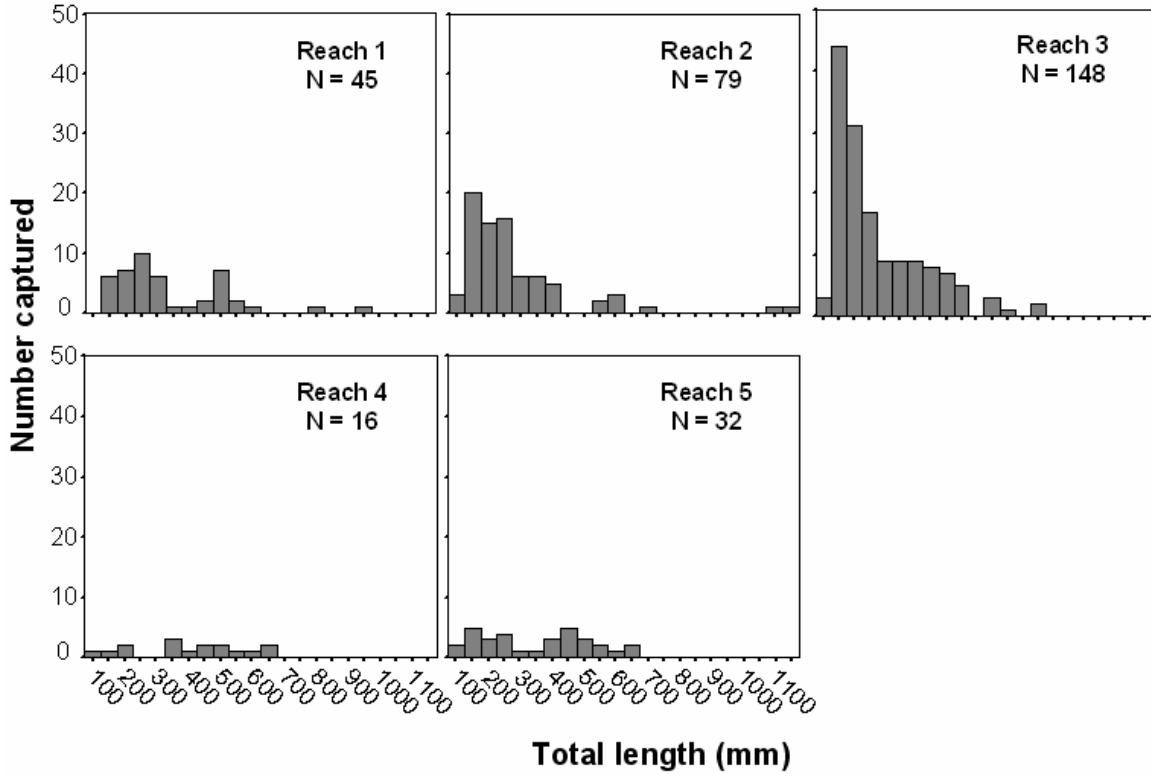 50
40
30
20
10
0
Reach 1
N = 45
Reach 2
N = 79
Reach 3
N = 148
Number captured
50
40
30
20
10
0
Reach 4
N = 16
Reach 5
N = 32
100 200 300 400 500 600 700 800 900 1000 1100
100 200 300 400 500 600 700 800 900 1000 1100
Total length (mm)